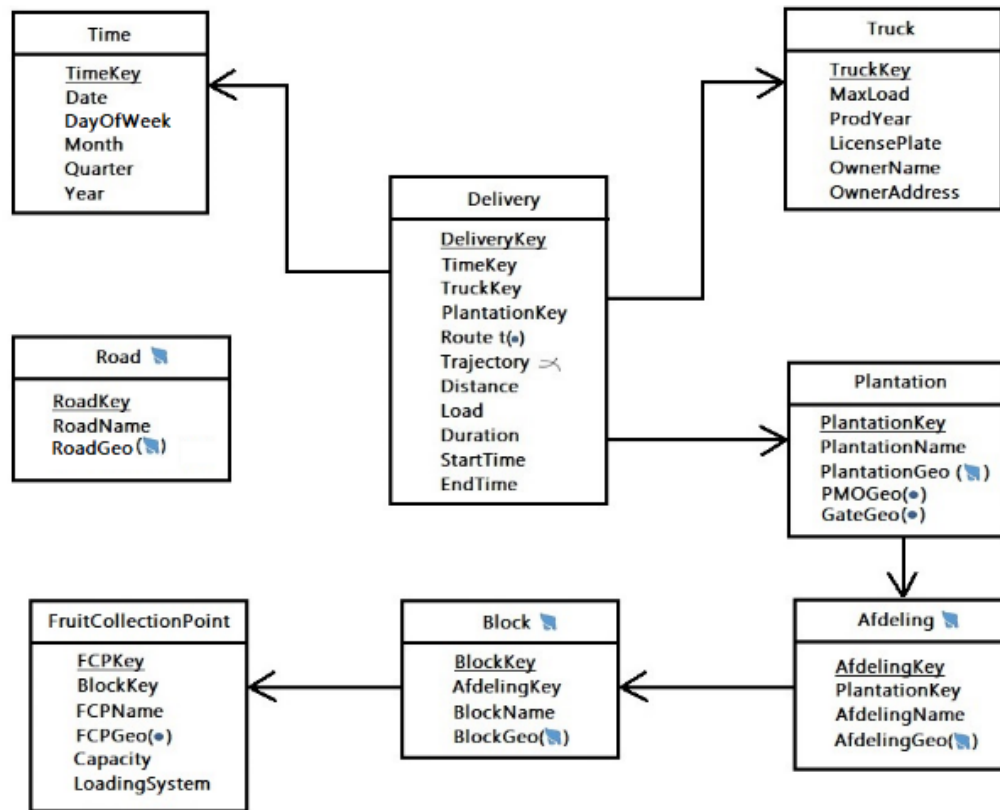 Time
TimeKey
Date
DayOfWeek
Month
Quarter
Year
Truck
TruckKey
MaxLoad
ProdYear
LicensePlate
OwnerName
OwnerAddress
Delivery
DeliveryKey
TimeKey
TruckKey
PlantationKey
Route t(•)
Trajectory
Distance
Load
Duration
StartTime
EndTime
Road
RoadKey
RoadName
RoadGeo()
Plantation
PlantationKey
PlantationName
PlantationGeo ()
PMOGeo(•)
GateGeo(•)
FruitCollectionPoint
FCPKey
BlockKey
FCPName
FCPGeo(•)
Capacity
LoadingSystem
Block
BlockKey
AfdelingKey
BlockName
BlockGeo()
Afdeling
AfdelingKey
PlantationKey
AfdelingName
AfdelingGeo()